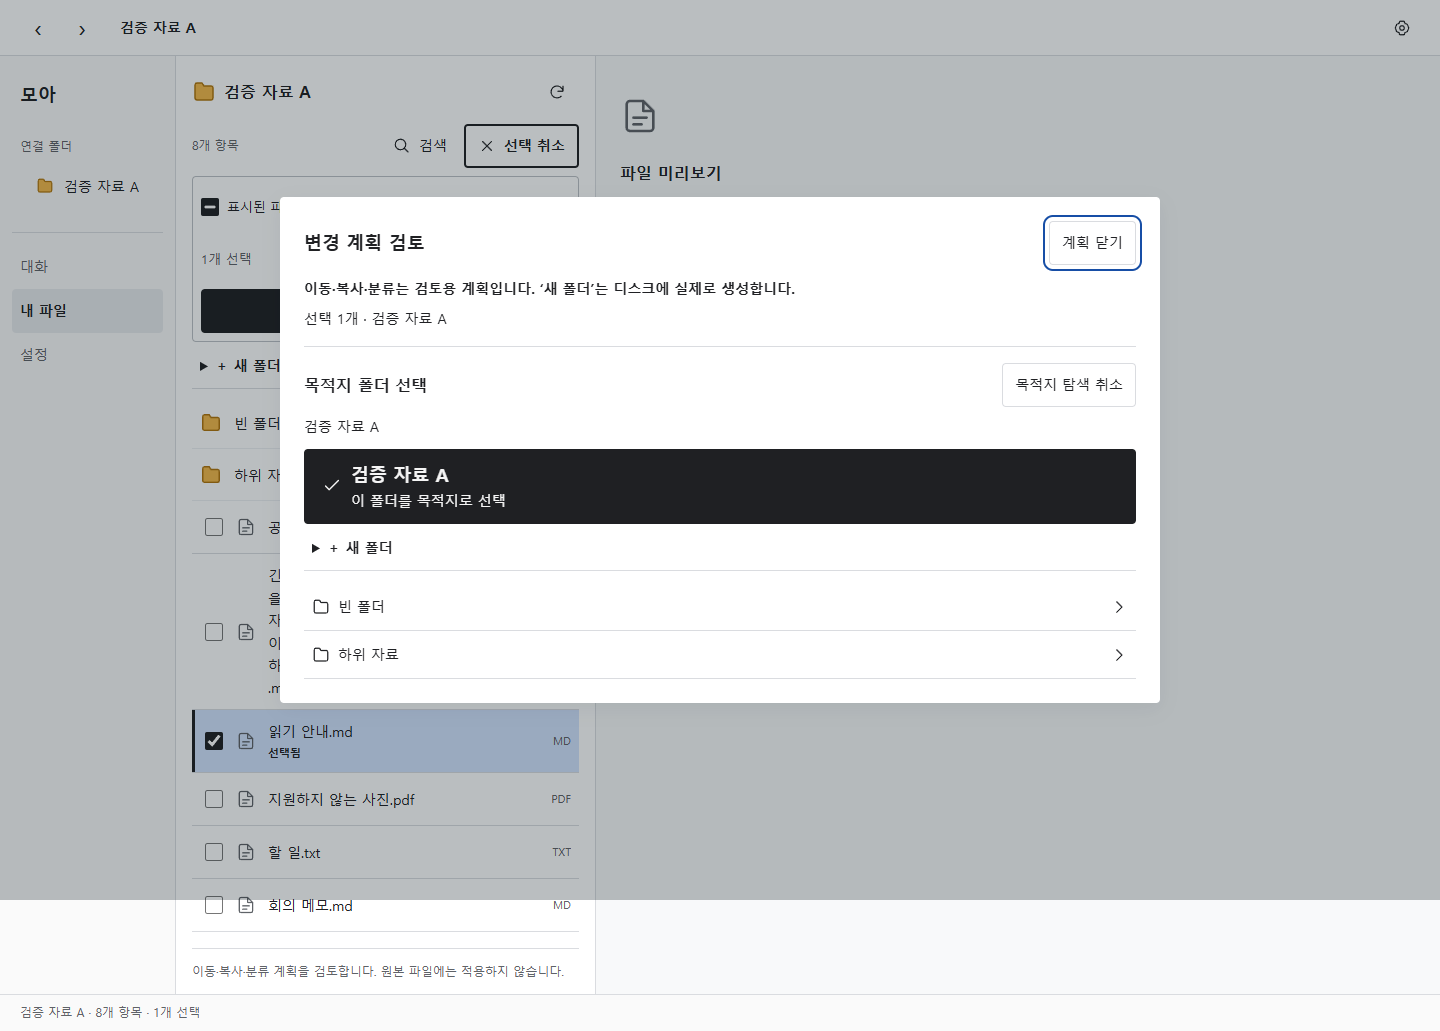 검증 자료 A
모아
연결 폴더
검증 자료 A
대화
내 파일
설정
검증 자료 A
8개 항목
검색
선택 취소
표시된
1개 선택
+ 새 폴더
빈 폴더
하위
공
긴
을
자
이
하
.m
읽기 안내.md
선택됨
MD
지원하지 않는 사진.pdf
PDF
할 일.txt
TXT
회의 메모.md
MD
이동·복사·분류 계획을 검토합니다. 원본 파일에는 적용하지 않습니다.
파일 미리보기
변경 계획 검토
계획 닫기
이동·복사·분류는 검토용 계획입니다. ‘새 폴더’는 디스크에 실제로 생성합니다.
선택 1개 · 검증 자료 A
목적지 폴더 선택
목적지 탐색 취소
검증 자료 A
검증 자료 A
이 폴더를 목적지로 선택
+ 새 폴더
빈 폴더
하위 자료
검증 자료 A · 8개 항목 · 1개 선택